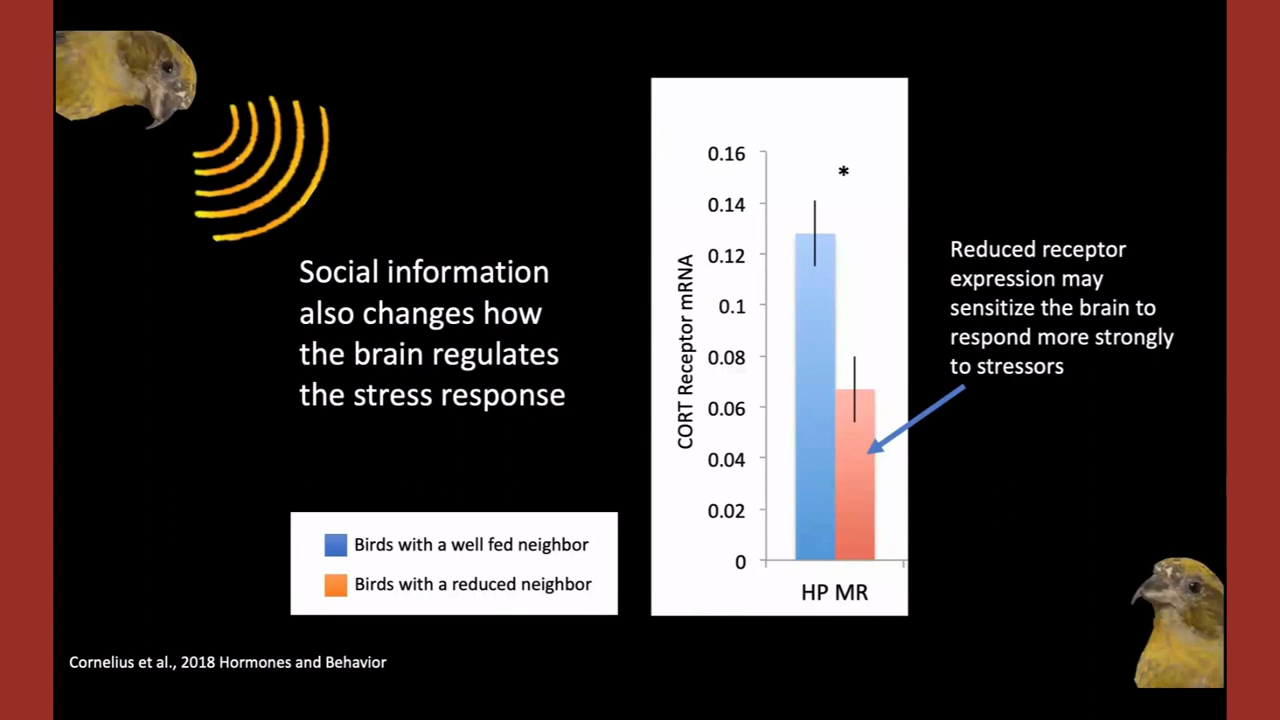 Social information
also changes how
the brain regulates
the stress response
Birds with a well fed neighbor
Birds with a reduced neighbor
Cornelius et al., 2018 Hormones and Behavior
CORT Receptor mRNA
0.16
0.14
0.12
0.1
0.08
0.06
0.04
0.02
0
*
HP MR
Reduced receptor
expression may
sensitize the brain to
respond more strongly
to stressors